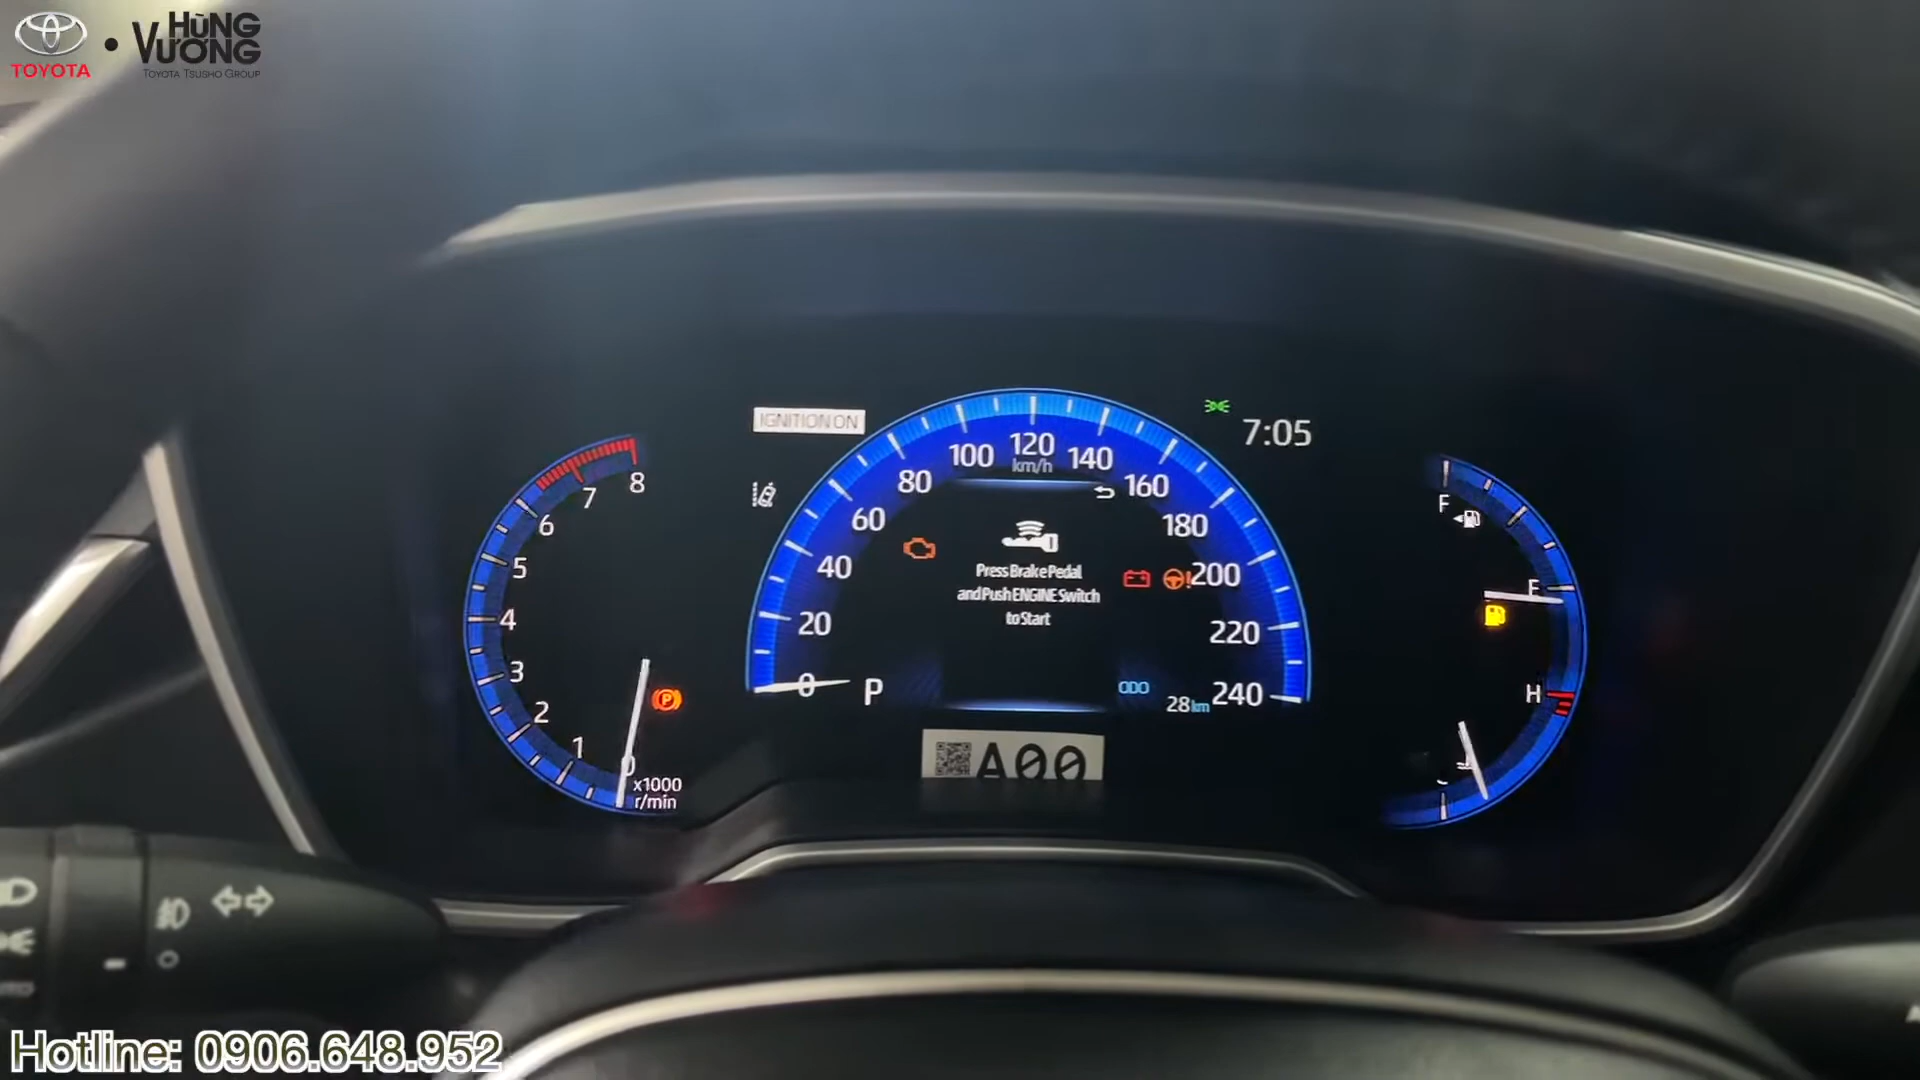 TOYOTA
HÙNG
VƯƠNG
TOYOTA TSUSHO GROUP
IGNITION ON
7:05
0
1
2
3
4
5
6
7
8
x1000
r/min
0
20
40
60
80
100
120
km/h
140
160
180
200
220
240
Press Brake Pedal
and Push ENGINE Switch
to Start
P
P
ODO
28km
F
E
H
A00
Hotline: 0906.648.952